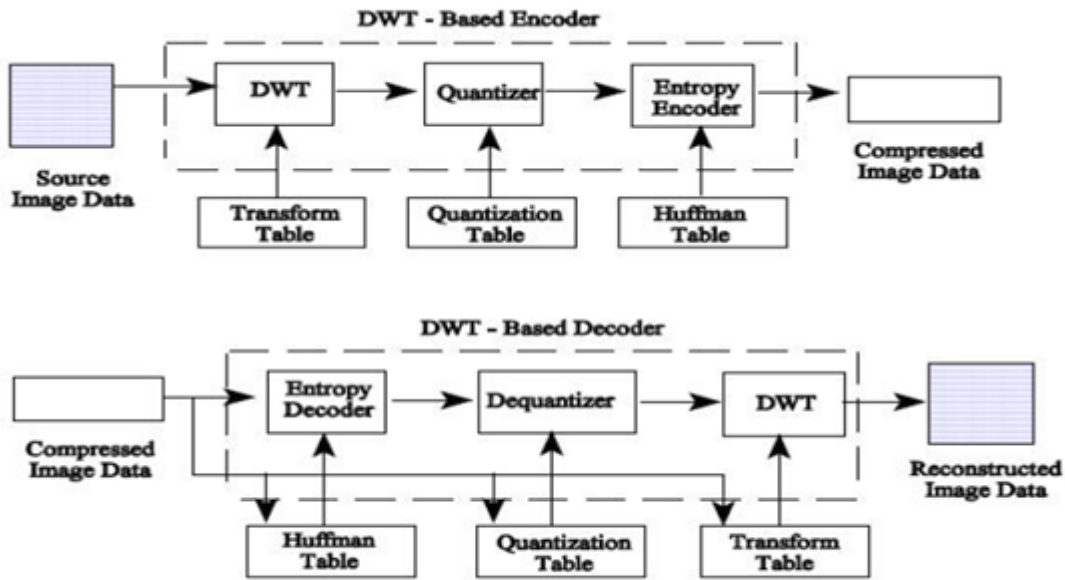 DWT - Based Encoder
DWT
Quantizer
Entropy
Encoder
Source
Image Data
Compressed
Image Data
Transform
Table
Quantization
Table
Huffman
Table
DWT - Based Decoder
Entropy
Decoder
Dequantizer
DWT
Compressed
Image Data
Reconstructed
Image Data
Huffman
Table
Quantization
Table
Transform
Table